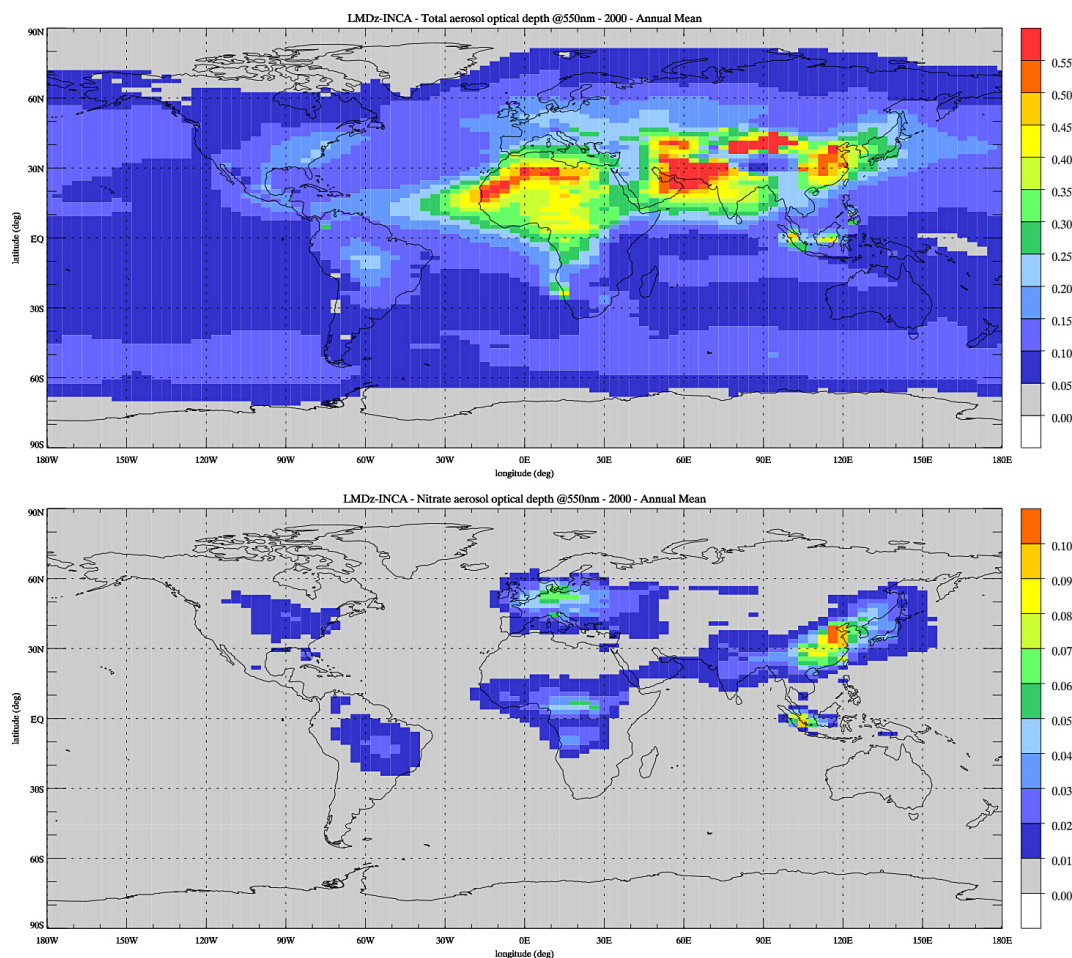 LMDz-INCA - Total aerosol optical depth @550nm - 2000 - Annual Mean
90N
60N
30N
EQ
30S
60S
90S
latitude (deg)
180W 150W 120W 90W 60W 30W 0E 30E 60E 90E 120E 150E 180E
longitude (deg)
0.55
0.50
0.45
0.40
0.35
0.30
0.25
0.20
0.15
0.10
0.05
0.00
LMDz-INCA - Nitrate aerosol optical depth @550nm - 2000 - Annual Mean
90N
60N
30N
EQ
30S
60S
90S
latitude (deg)
180W 150W 120W 90W 60W 30W 0E 30E 60E 90E 120E 150E 180E
longitude (deg)
0.10
0.09
0.08
0.07
0.06
0.05
0.04
0.03
0.02
0.01
0.00